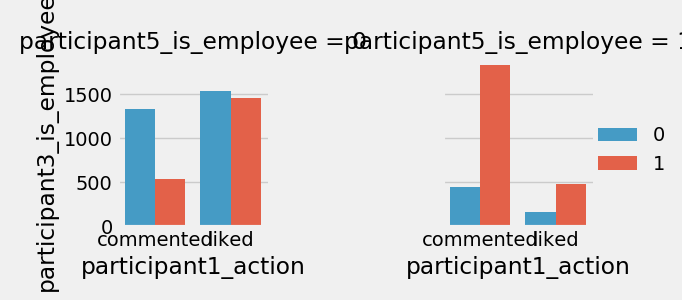 participant5_is_employee = 0
participant5_is_employee = 1
participant3_is_employee
1500
1000
500
0
commented
liked
commented
liked
participant1_action
participant1_action
0
1